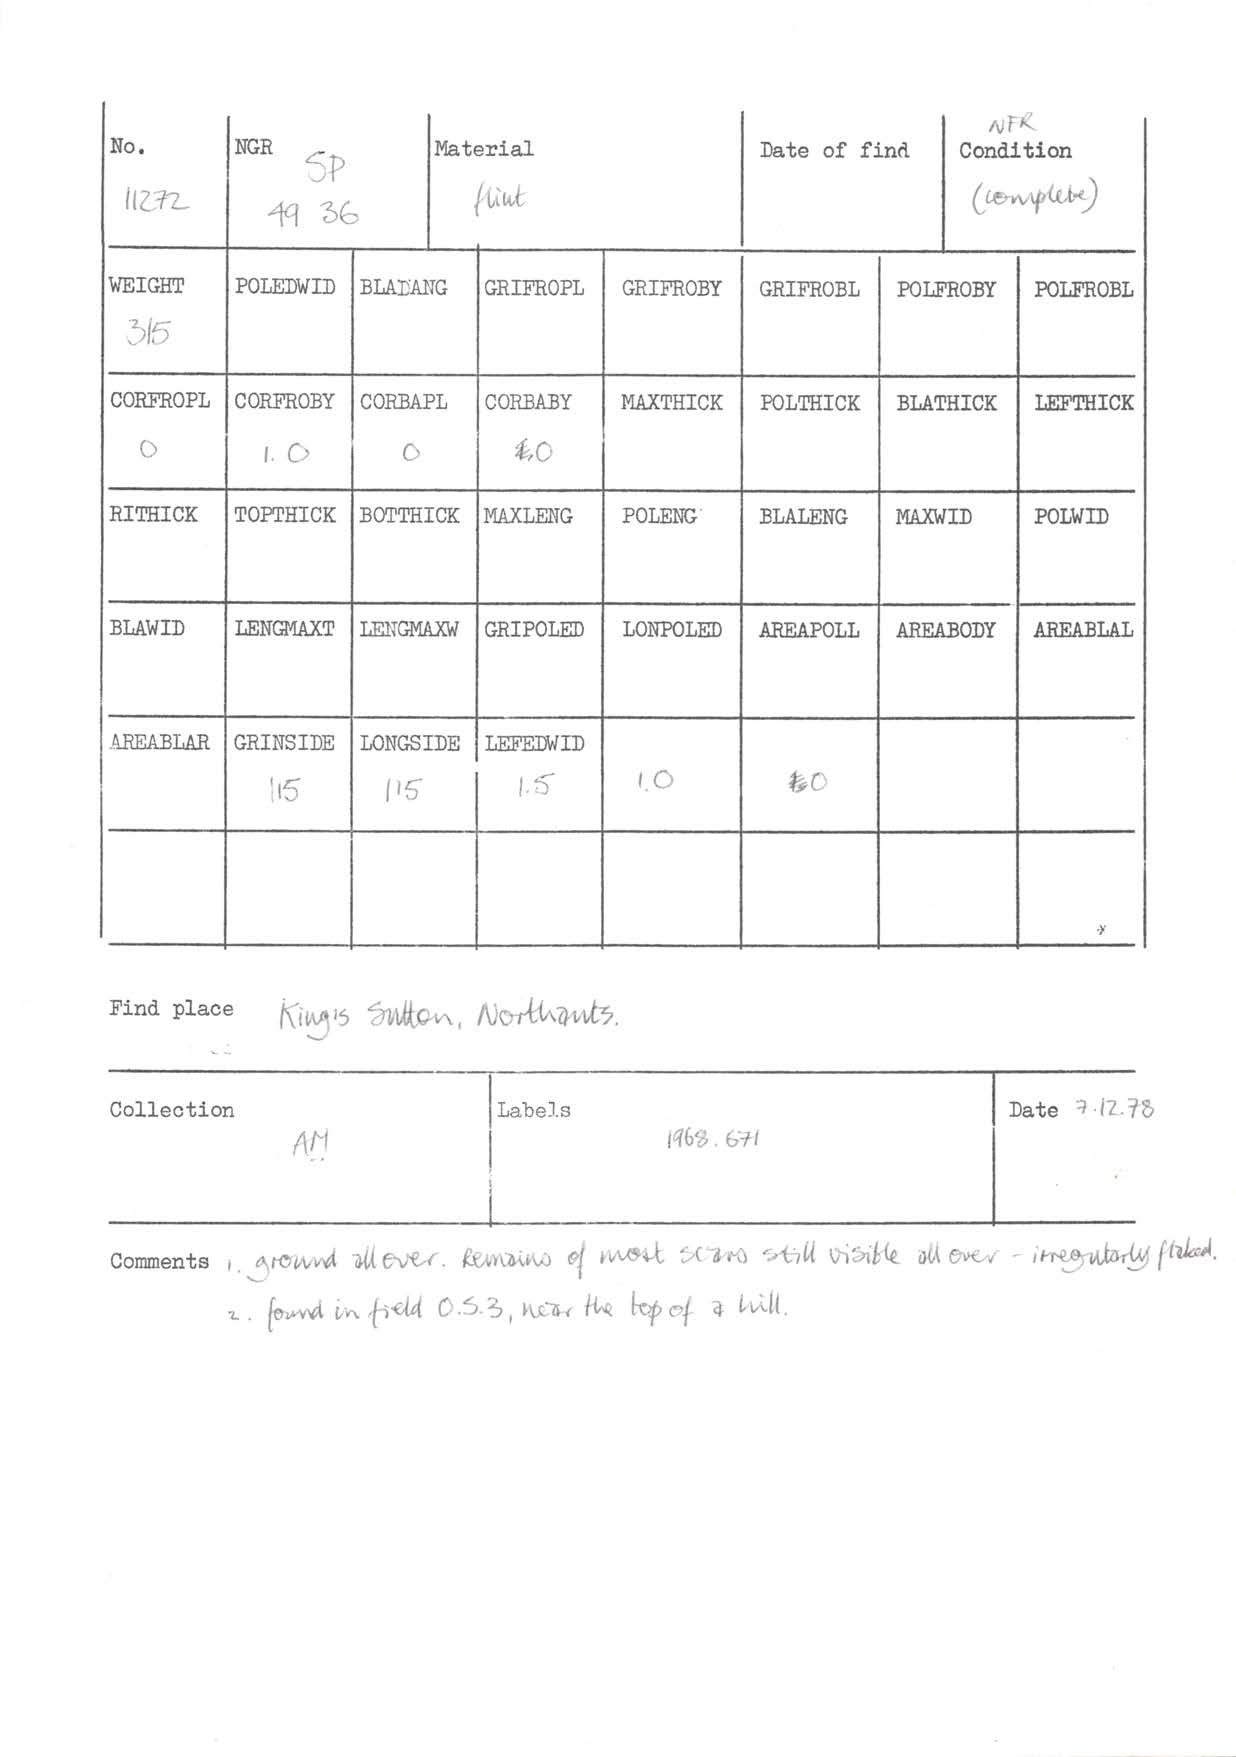 NFR
No. NGR Material Date of find Condition
SP
11272 49 36 flint (complete)
WEIGHT POLEDWID BLADANG GRIFROPL GRIFROBY GRIFROBL POLFROBY POLFROBL
315
CORFROPL CORFROBY CORBAPL CORBABY MAXTHICK POLTHICK BLATHICK LEFTHICK
0 1.0 0 0
RITHICK TOPTHICK BOTTHICK MAXLENG POLENG BLALENG MAXWID POLWID
BLAWID LENGMAXT LENGMAXW GRIPOLED LONPOLED AREAPOLL AREABODY AREABLAL
AREABLAR GRINSIDE LONGSIDE LEFEDWID
115 115 1.5 1.0 0
Find place King's Sutton, Northants.
Collection Labels Date 7.12.78
AM 1968.671
Comments 1. ground all over. Remains of most scars still visible all over - irregularly flaked.
2. found in field O.S.3, near the top of a hill.